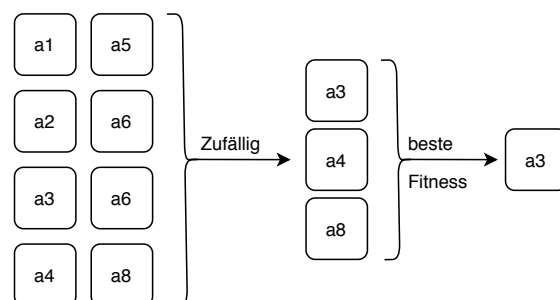 a1 a5
a2 a6
a3 a6
a4 a8
Zufällig
a3
a4
a8
beste
Fitness
a3